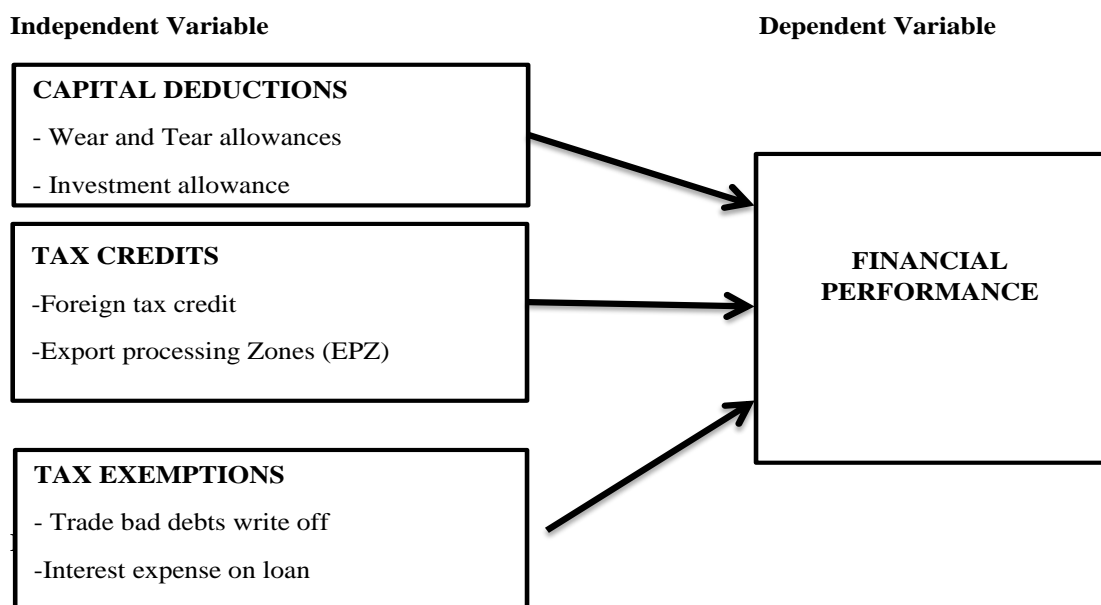 Independent Variable
Dependent Variable
CAPITAL DEDUCTIONS
- Wear and Tear allowances
- Investment allowance
TAX CREDITS
-Foreign tax credit
-Export processing Zones (EPZ)
TAX EXEMPTIONS
- Trade bad debts write off
-Interest expense on loan
FINANCIAL
PERFORMANCE